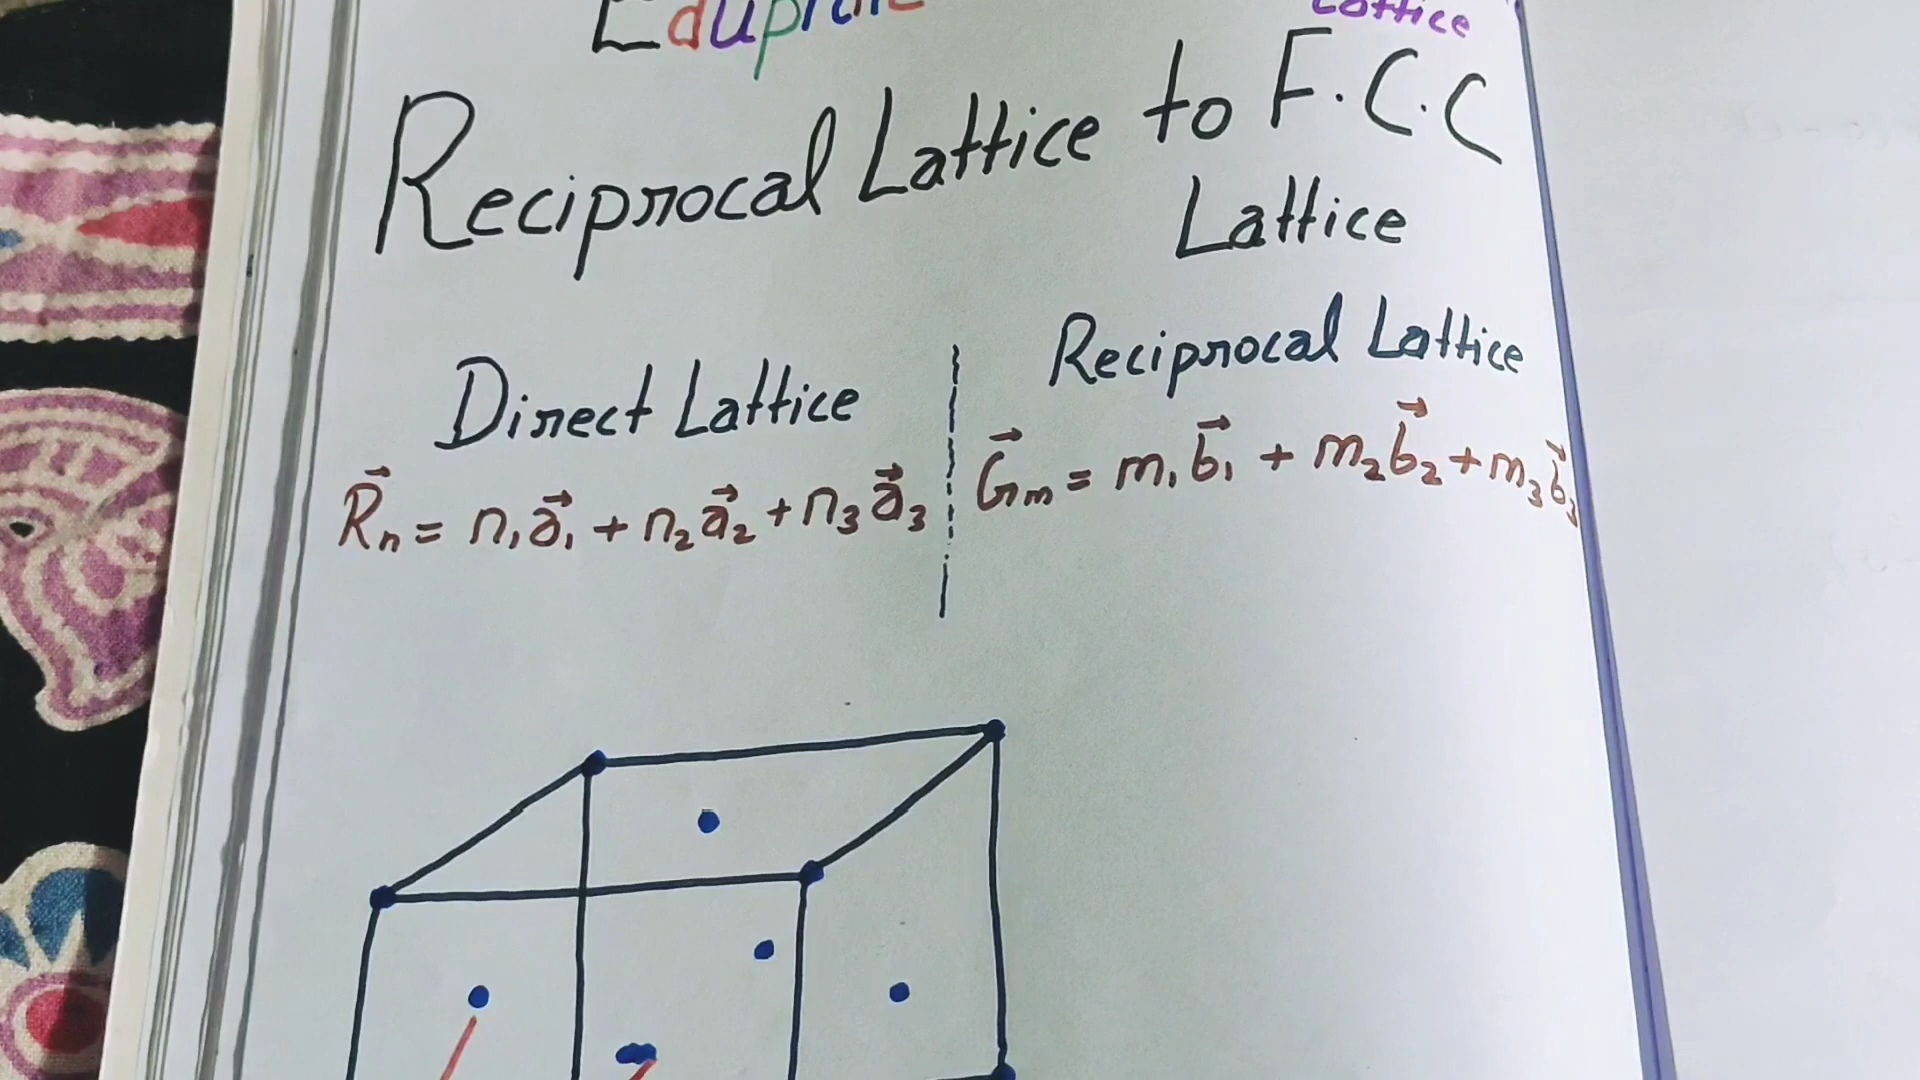 Lattice
Reciprocal Lattice to F.C.C
Lattice
Direct Lattice
Reciprocal Lattice
R⃗ₙ = n₁a⃗₁ + n₂a⃗₂ + n₃a⃗₃
G⃗ₘ = m₁b⃗₁ + m₂b⃗₂ + m₃b⃗₃